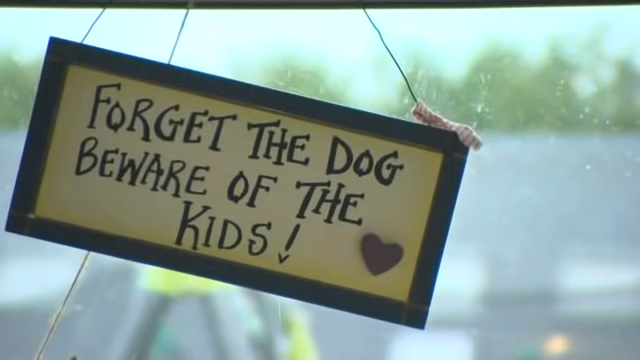 FORGET THE DOG
BEWARE OF THE
KIDS!